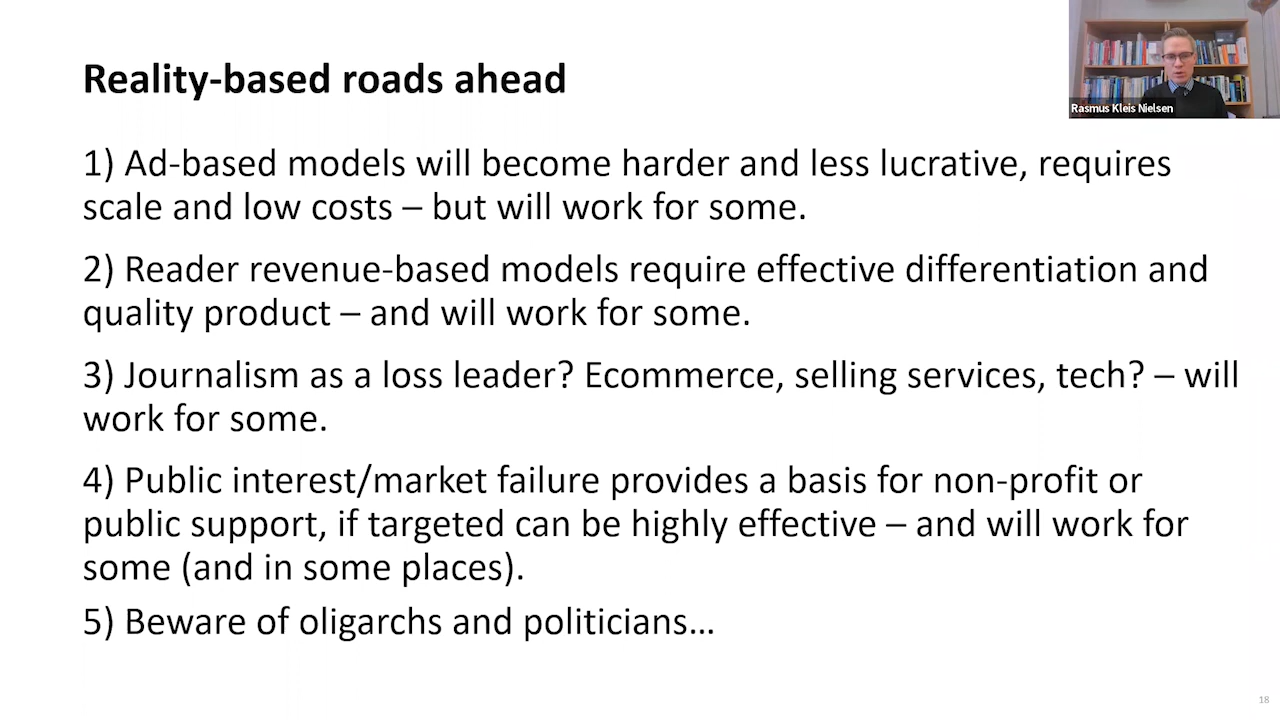 Reality-based roads ahead
Rasmus Kleis Nielsen
1) Ad-based models will become harder and less lucrative, requires
scale and low costs – but will work for some.
2) Reader revenue-based models require effective differentiation and
quality product – and will work for some.
3) Journalism as a loss leader? Ecommerce, selling services, tech? – will
work for some.
4) Public interest/market failure provides a basis for non-profit or
public support, if targeted can be highly effective – and will work for
some (and in some places).
5) Beware of oligarchs and politicians…
18